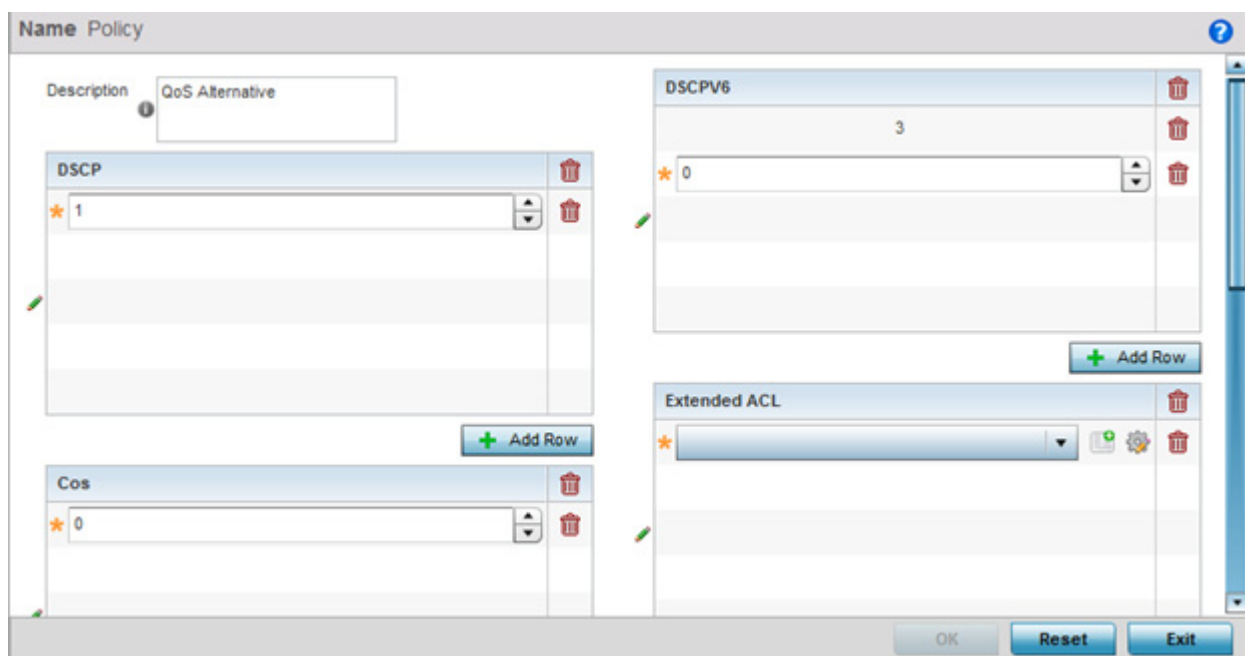 Name Policy
Description
QoS Alternative
DSCP
1
Add Row
Cos
0
DSCPV6
3
0
Add Row
Extended ACL
OK
Reset
Exit